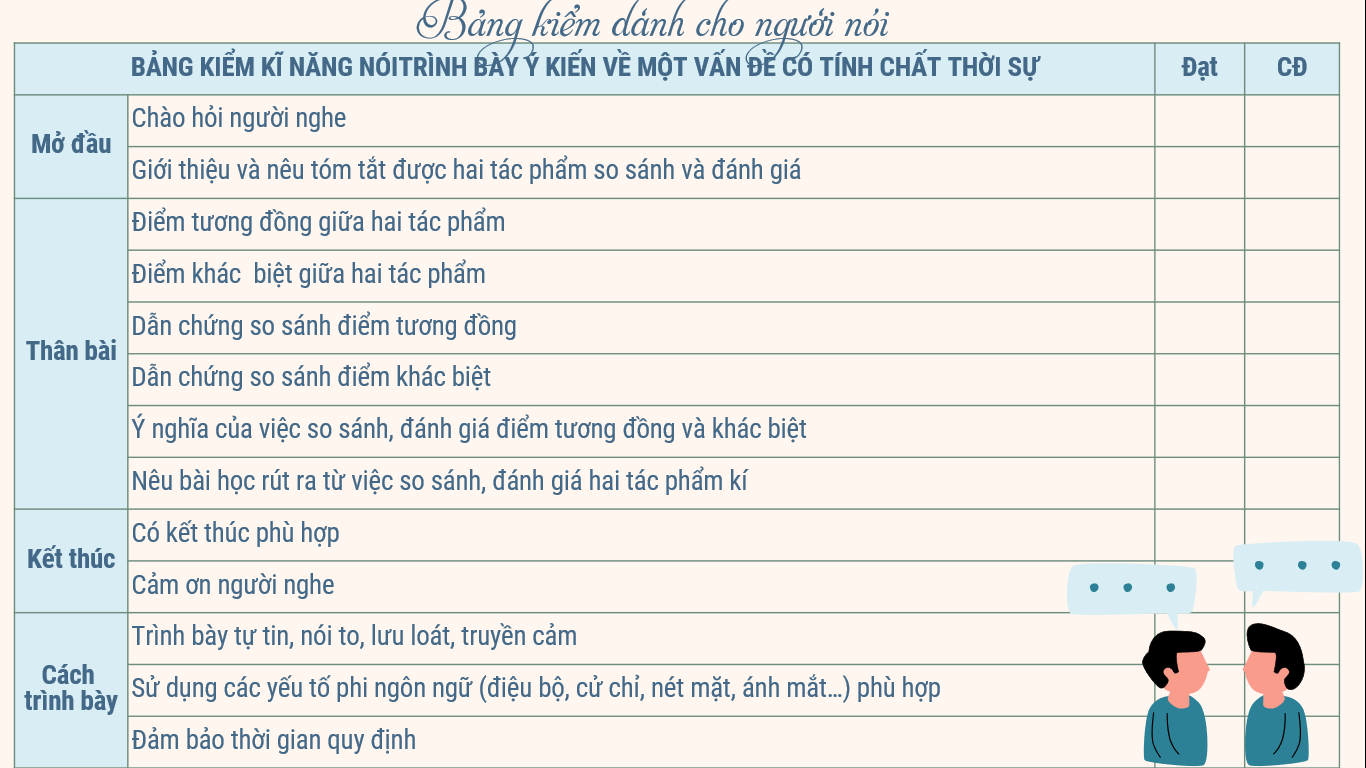 Bảng kiểm dành cho người nói
BẢNG KIỂM KĨ NĂNG NÓITRÌNH BÀY Ý KIẾN VỀ MỘT VẤN ĐỀ CÓ TÍNH CHẤT THỜI SỰ
Đạt
CĐ
Mở đầu
Chào hỏi người nghe
Giới thiệu và nêu tóm tắt được hai tác phẩm so sánh và đánh giá
Thân bài
Điểm tương đồng giữa hai tác phẩm
Điểm khác  biệt giữa hai tác phẩm
Dẫn chứng so sánh điểm tương đồng
Dẫn chứng so sánh điểm khác biệt
Ý nghĩa của việc so sánh, đánh giá điểm tương đồng và khác biệt
Nêu bài học rút ra từ việc so sánh, đánh giá hai tác phẩm kí
Kết thúc
Có kết thúc phù hợp
Cảm ơn người nghe
Cách
trình bày
Trình bày tự tin, nói to, lưu loát, truyền cảm
Sử dụng các yếu tố phi ngôn ngữ (điệu bộ, cử chỉ, nét mặt, ánh mắt…) phù hợp
Đảm bảo thời gian quy định